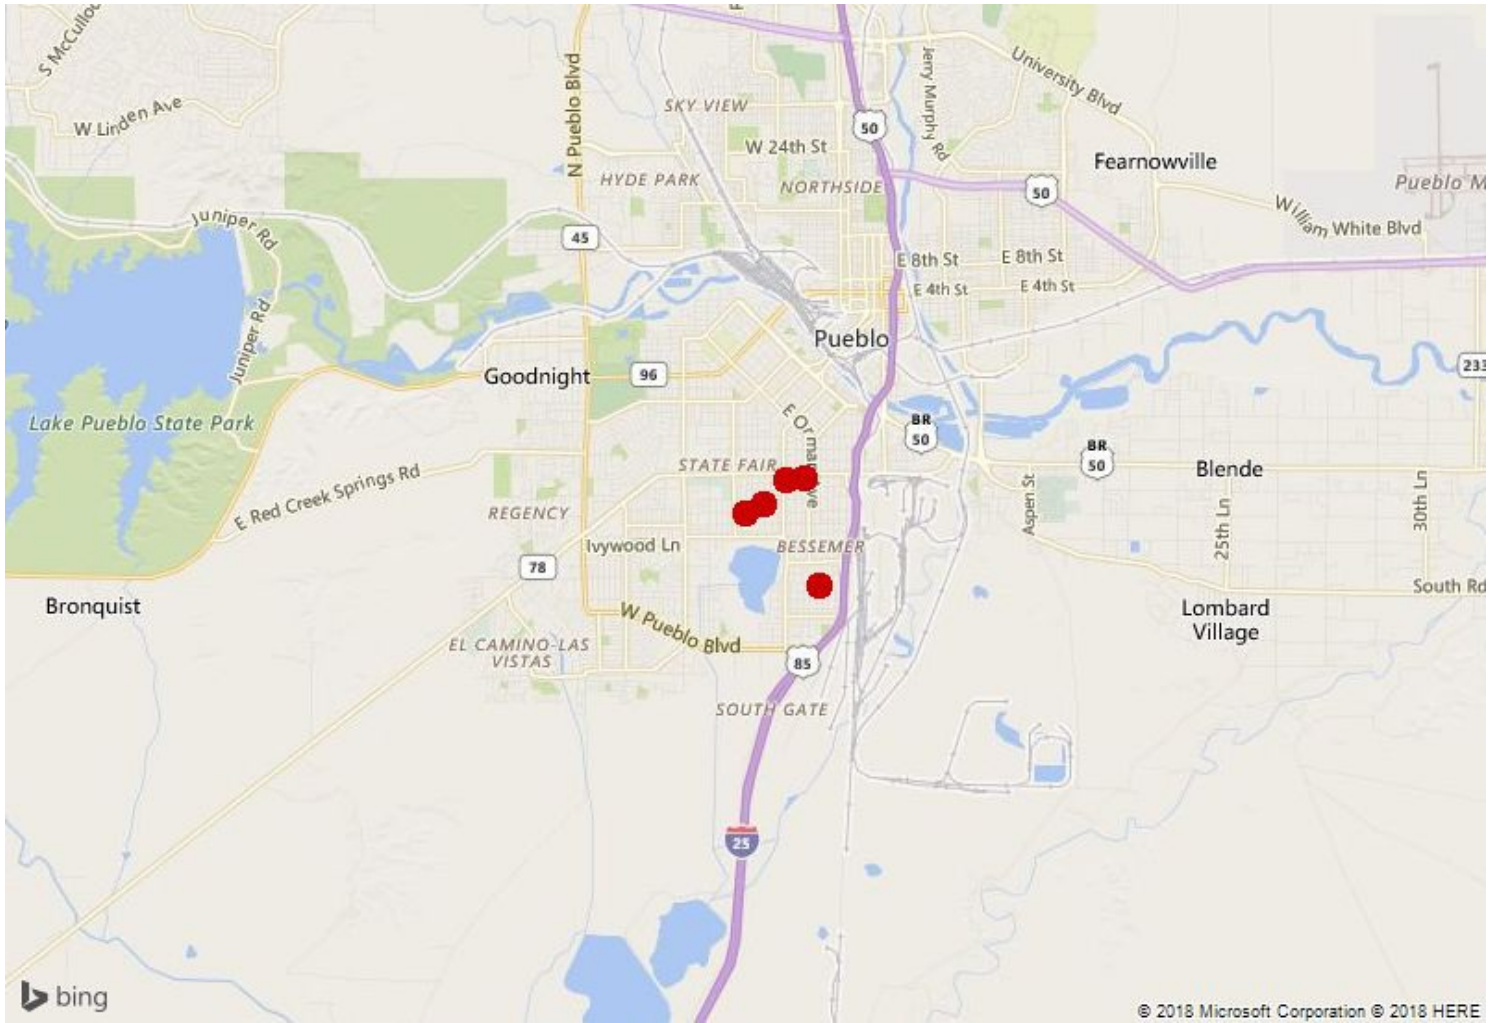 S McCulloc
W Linden Ave
N Pueblo Blvd
SKY VIEW
W 24th St
HYDE PARK
NORTHSIDE
50
Jerry Murphy Rd
University Blvd
Fearnowville
50
Pueblo M
William White Blvd
Juniper Rd
45
E 8th St
E 8th St
E 4th St
E 4th St
Juniper Rd
Pueblo
Goodnight
96
233
Lake Pueblo State Park
E Orman Ave
BR
50
BR
50
Blende
STATE FAIR
E Red Creek Springs Rd
REGENCY
Aspen St
25th Ln
30th Ln
Ivywood Ln
BESSEMER
78
Bronquist
South Rd
Lombard
Village
W Pueblo Blvd
EL CAMINO-LAS
VISTAS
85
SOUTH GATE
25
bing
© 2018 Microsoft Corporation © 2018 HERE